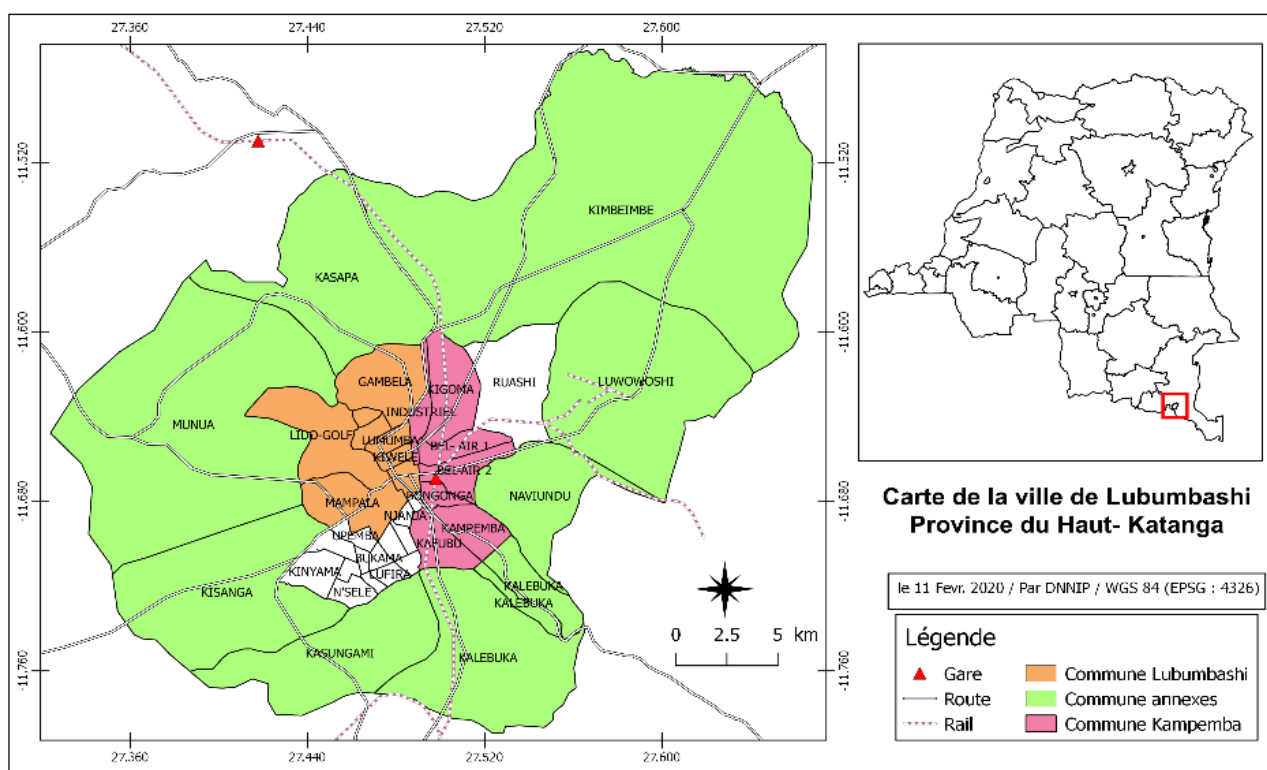 27.360 27.440 27.520 27.600
-11.520 -11.520
KIMBEIMBE
KASAPA
-11.600 -11.600
GAMBELA
KIGOMA
RUASHI
LUWOWOSHI
INDUSTRIEL
MUNUA
LIDO-GOLF
LUMUMBA
BEL- AIR 1
KIWELE
BEL-AIR 2
-11.680 -11.680
BONGONGA
NAVIUNDU
MAMPALA
NJANJA
KAMPEMBA
UPEMBA
KAFUBU
BUKAMA
KINYAMA
LUFIRA
KALEBUKA
KISANGA
N'SELE
KALEBUKA
KASUNGAMI
KALEBUKA
-11.760 -11.760
0 2.5 5 km
27.360 27.440 27.520 27.600
Carte de la ville de Lubumbashi
Province du Haut- Katanga
le 11 Fevr. 2020 / Par DNNIP / WGS 84 (EPSG : 4326)
Légende
Gare
Commune Lubumbashi
Route
Commune annexes
Rail
Commune Kampemba